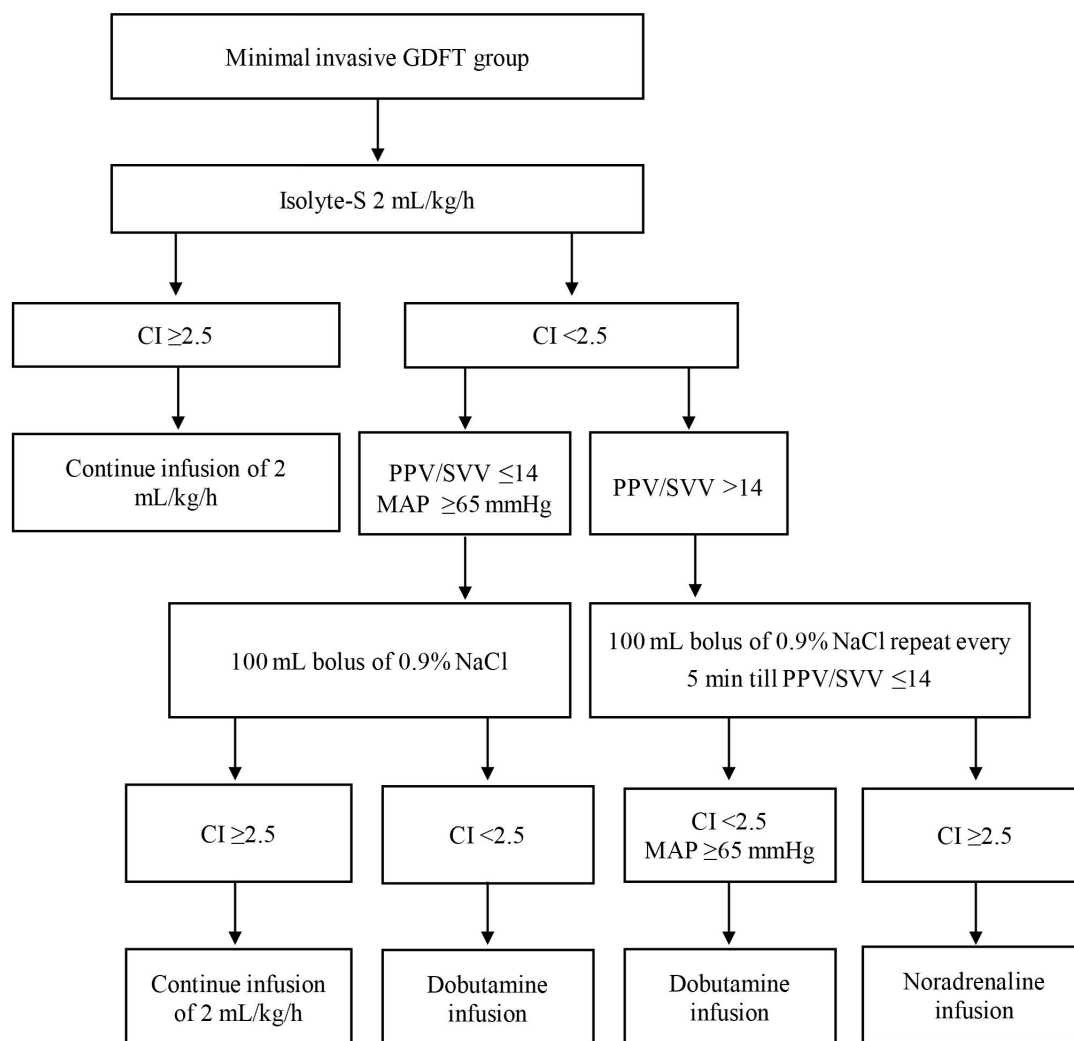 Minimal invasive GDFT group
Isolyte-S 2 mL/kg/h
CI ≥2.5
CI <2.5
Continue infusion of 2
mL/kg/h
PPV/SVV ≤14
MAP ≥65 mmHg
PPV/SVV >14
100 mL bolus of 0.9% NaCl
100 mL bolus of 0.9% NaCl repeat every
5 min till PPV/SVV ≤14
CI ≥2.5
CI <2.5
CI <2.5
MAP ≥65 mmHg
CI ≥2.5
Continue infusion
of 2 mL/kg/h
Dobutamine
infusion
Dobutamine
infusion
Noradrenaline
infusion